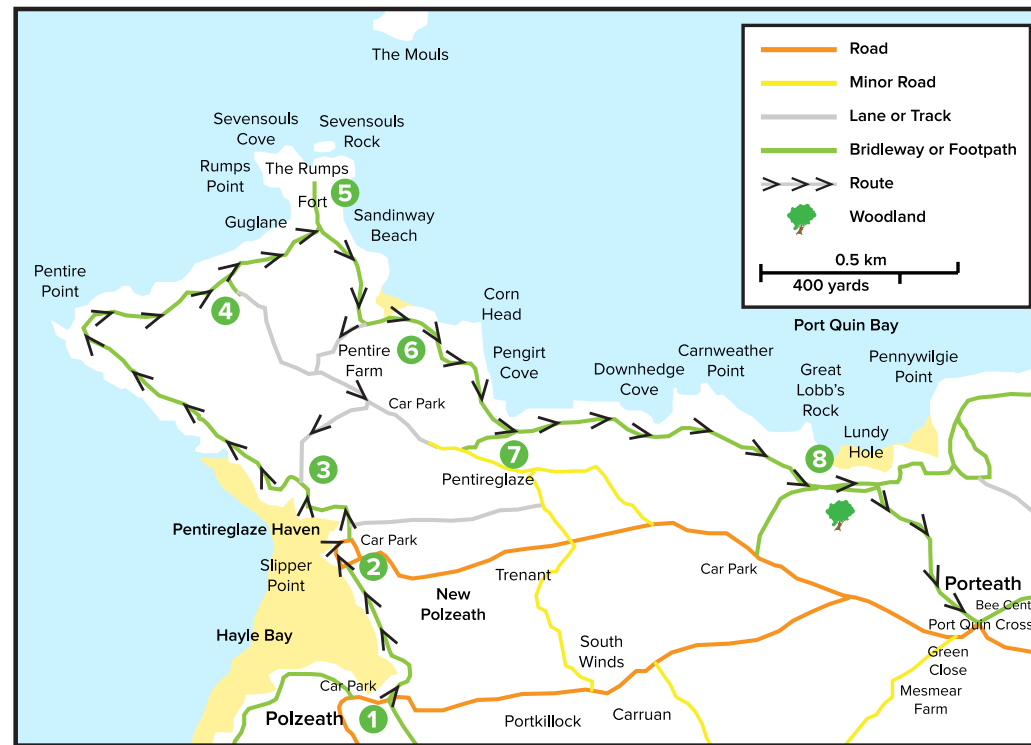 The Mouls
Sevensouls
Cove
Sevensouls
Rock
Rumps
Point
The Rumps
5
Fort
Guglane
Sandinway
Beach
Pentire
Point
4
Corn
Head
6
Pentire
Farm
Pengirt
Cove
Car Park
Downhedge
Cove
Carnweather
Point
Port Quin Bay
Great
Lobb's
Rock
Pennywilgie
Point
Lundy
Hole
3
7
8
Pentireglaze
Pentireglaze Haven
Car Park
Slipper
Point
2
Trenant
New
Polzeath
Car Park
Porteath
Bee Cent
Port Quin Cross
Hayle Bay
South
Winds
Green
Close
Mesmear
Farm
Car Park
Polzeath
1
Portkillock
Carruan
Road
Minor Road
Lane or Track
Bridleway or Footpath
Route
Woodland
0.5 km
400 yards